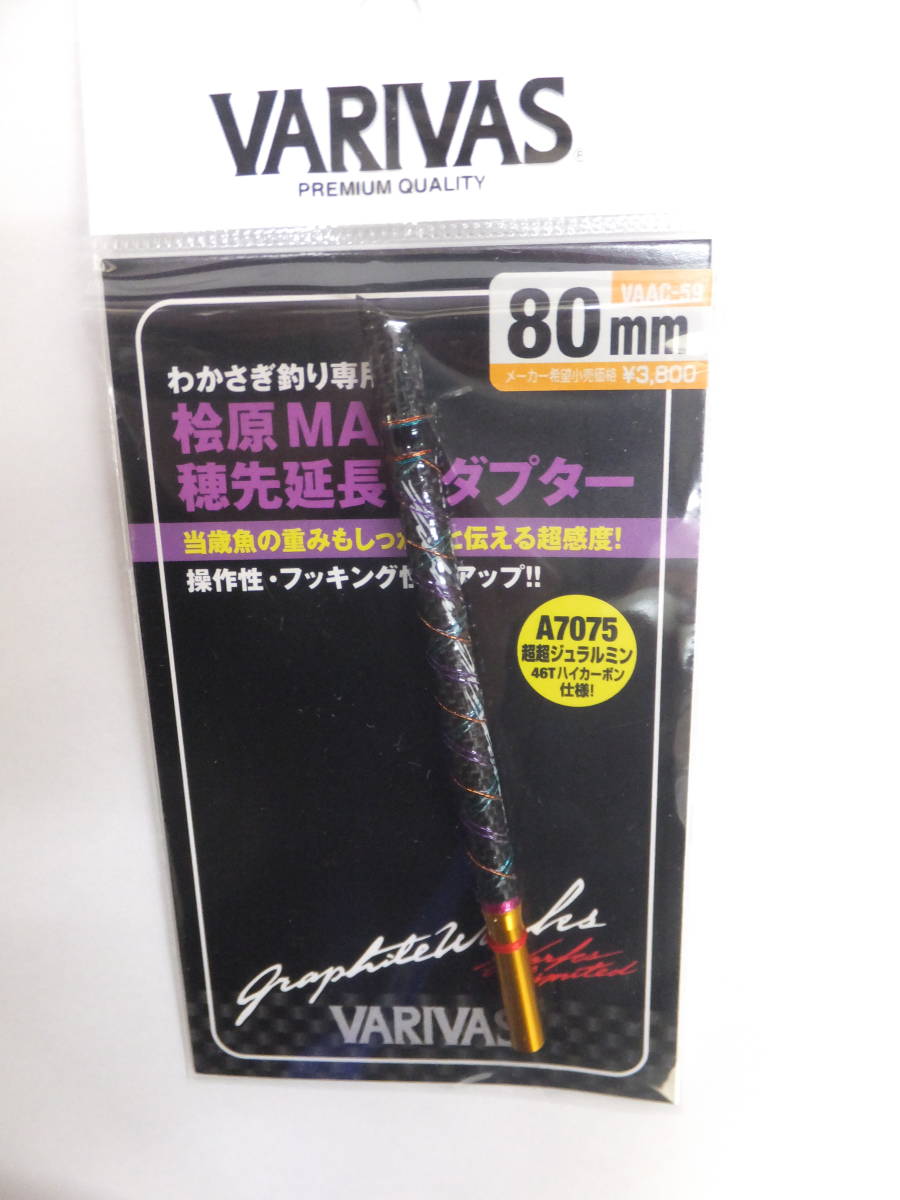 VARIVAS
PREMIUM QUALITY
VAAC-59
80mm
メーカー希望小売価格 ¥3,800
わかさぎ釣り専用
桧原 MA
穂先延長 ダプター
当歳魚の重みもしっ と伝える超感度!
操作性・フッキング性 アップ!!
A7075
超超ジュラルミン
46Tハイカーボン
仕様!
GraphiteWorks
Works
Limited
VARIVAS